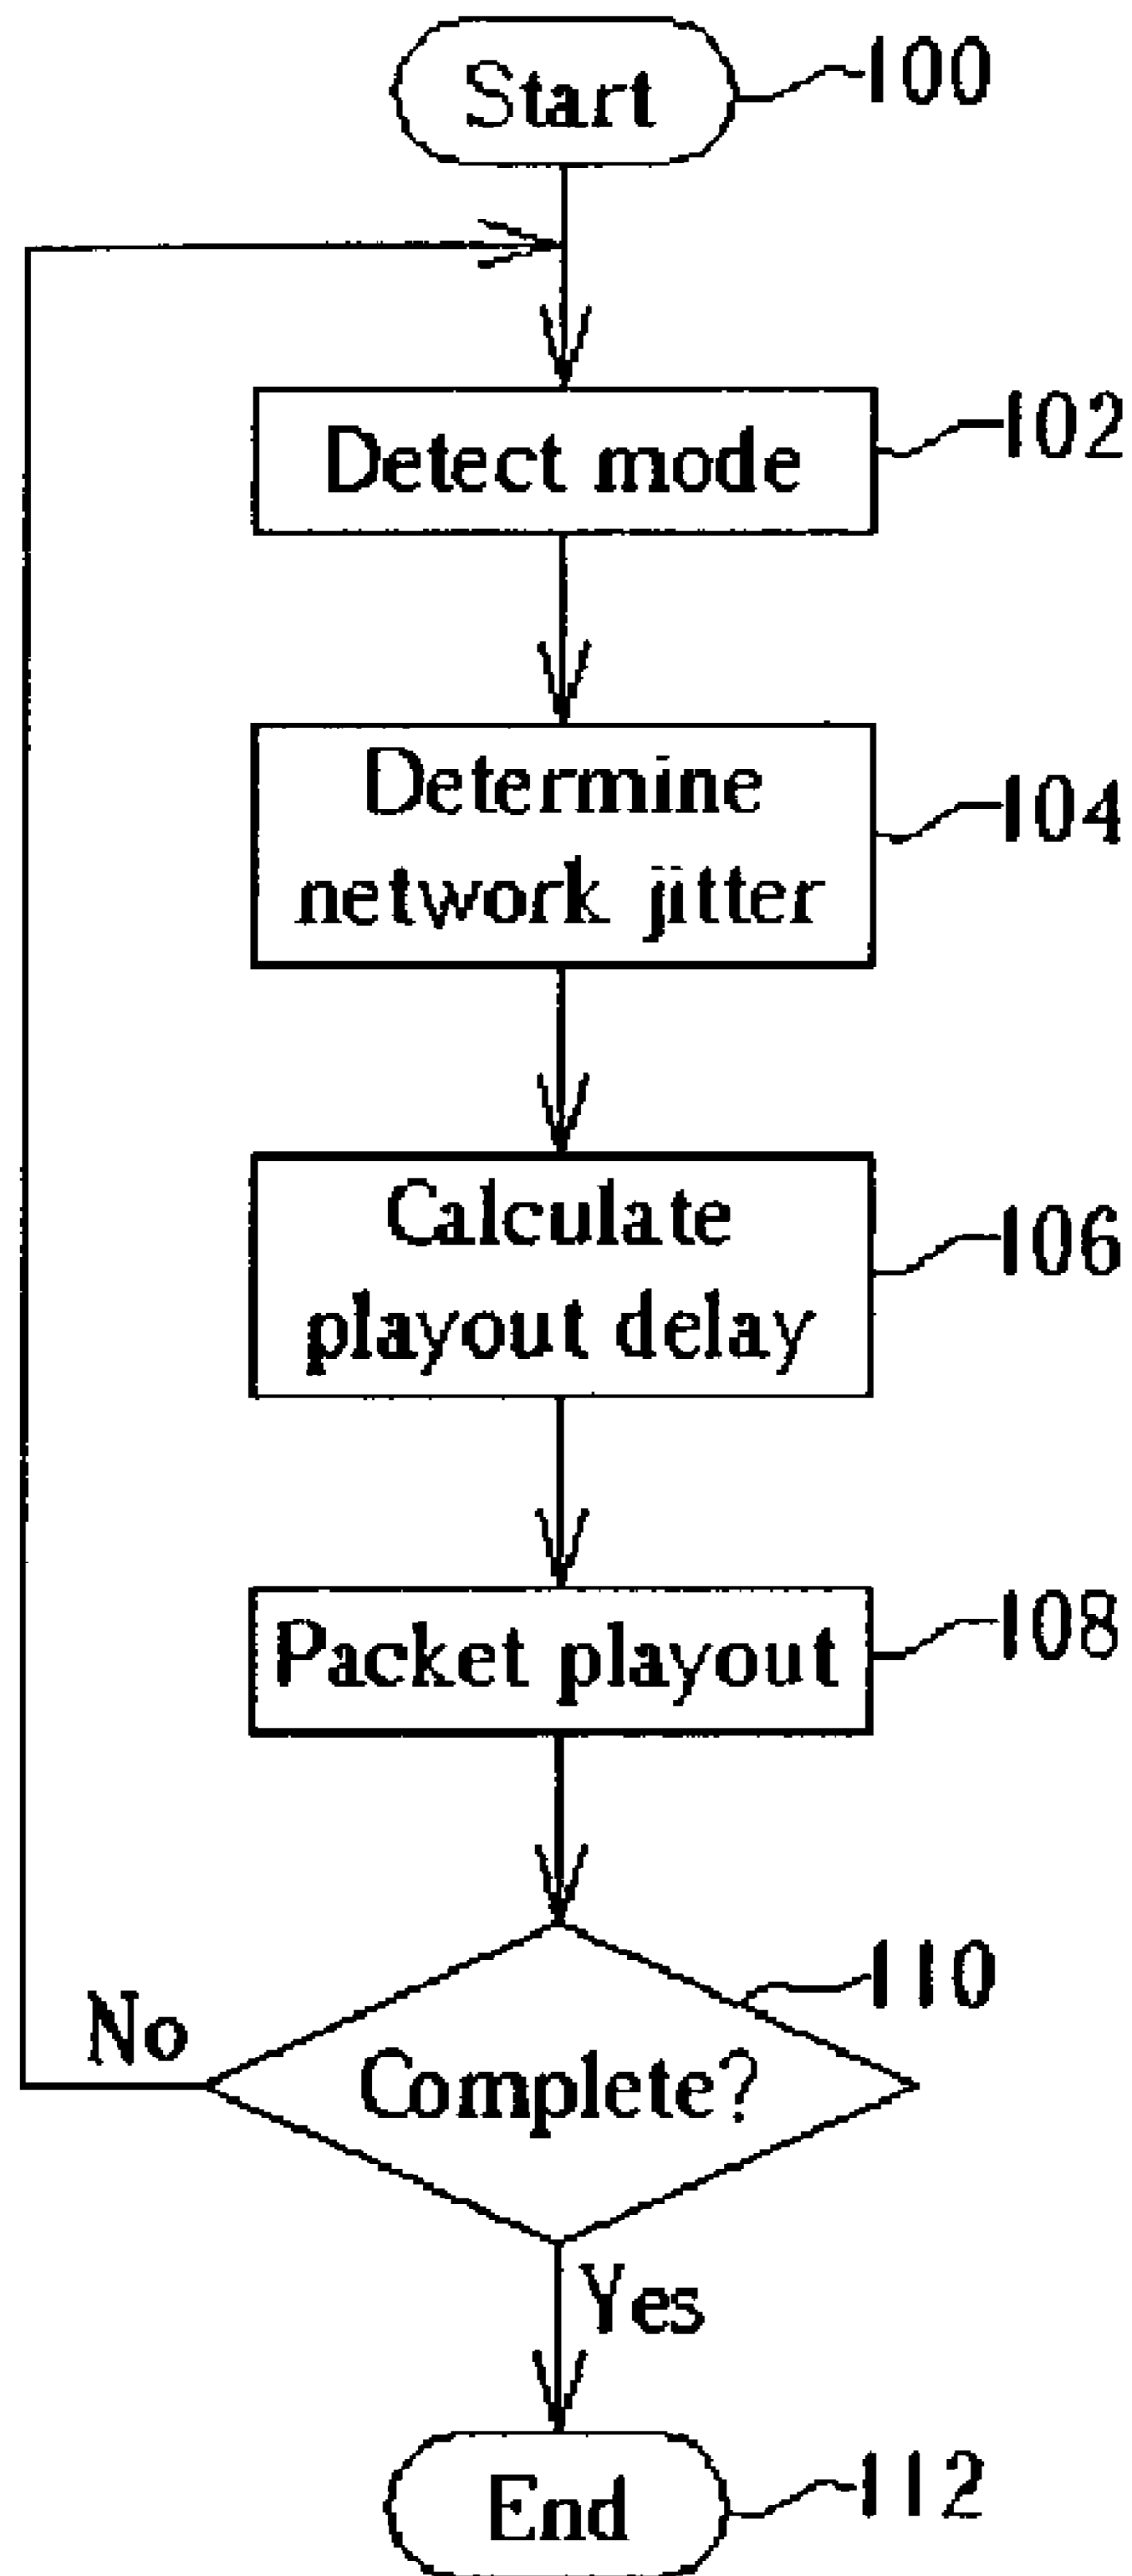 Start
100
Detect mode
102
Determine
network jitter
104
Calculate
playout delay
106
Packet playout
108
Complete?
110
No
Yes
End
112